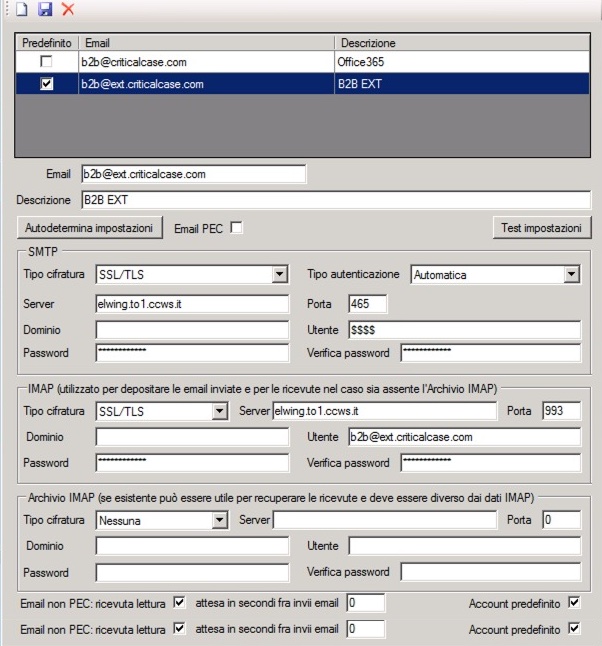 Predefinito Email Descrizione
b2b@criticalcase.com Office365
b2b@ext.criticalcase.com B2B EXT
Email b2b@ext.criticalcase.com
Descrizione B2B EXT
Autodetermina impostazioni Email PEC Test impostazioni
SMTP
Tipo cifratura SSL/TLS Tipo autenticazione Automatica
Server elwing.to1.ccws.it Porta 465
Dominio Utente $$$$
Password ************ Verifica password ************
IMAP (utilizzato per depositare le email inviate e per le ricevute nel caso sia assente l'Archivio IMAP)
Tipo cifratura SSL/TLS Server elwing.to1.ccws.it Porta 993
Dominio Utente b2b@ext.criticalcase.com
Password ************ Verifica password ************
Archivio IMAP (se esistente può essere utile per recuperare le ricevute e deve essere diverso dai dati IMAP)
Tipo cifratura Nessuna Server Porta 0
Dominio Utente
Password Verifica password
Email non PEC: ricevuta lettura attesa in secondi fra invii email 0 Account predefinito
Email non PEC: ricevuta lettura attesa in secondi fra invii email 0 Account predefinito